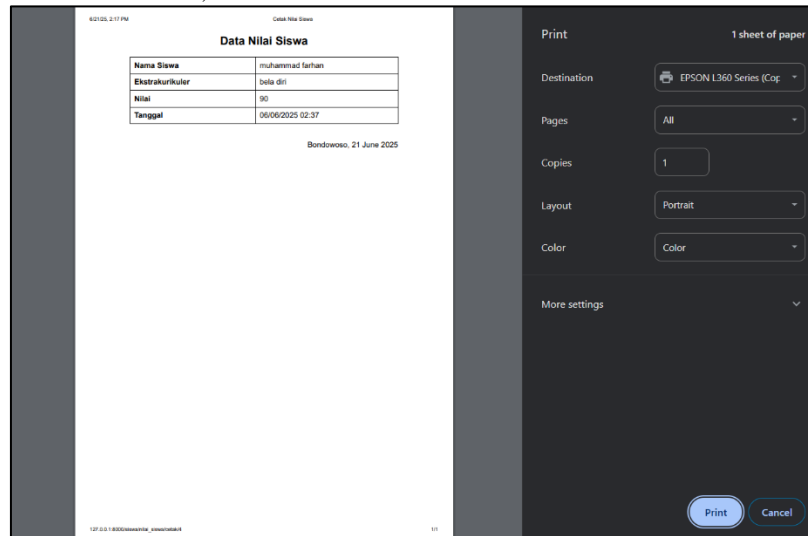 6/21/25, 2:17 PM Cetak Nilai Siswa
Data Nilai Siswa
Nama Siswa muhammad farhan
Ekstrakurikuler bela diri
Nilai 90
Tanggal 06/06/2025 02:37
Bondowoso, 21 June 2025
1/1
Print 1 sheet of paper
Destination EPSON L360 Series (Cop
Pages All
Copies 1
Layout Portrait
Color Color
More settings
Print Cancel